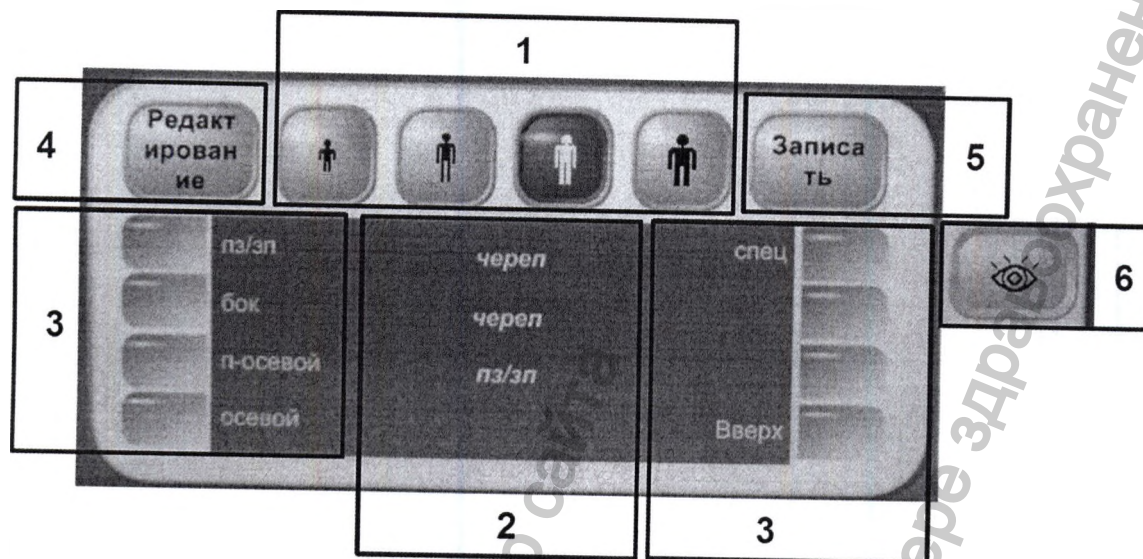 1
4
Редакт
ирован
ие
Записа
ть
5
3
пз/зп
бок
п-осевой
осевой
череп
череп
пз/зп
спец
Вверх
6
2
3